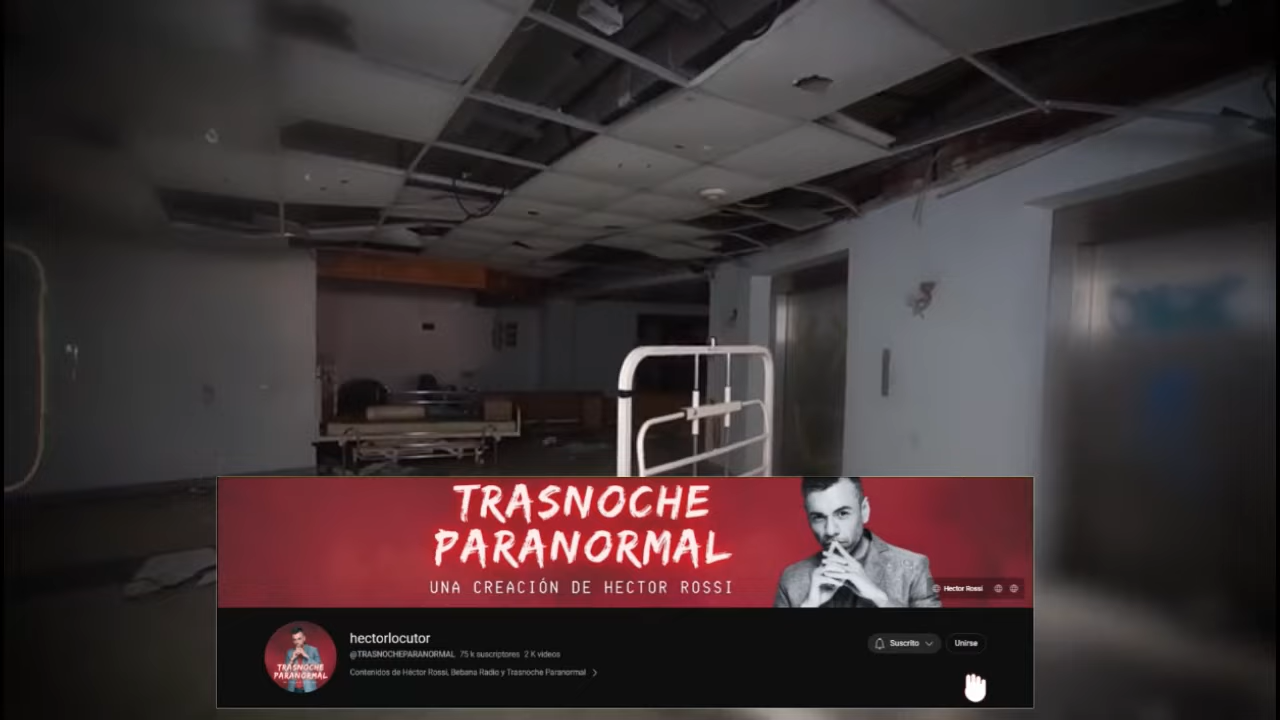 TRASNOCHE
PARANORMAL
UNA CREACIÓN DE HECTOR ROSSI
Hector Rossi
hectorlocutor
@TRASNOCHEPARANORMAL 75 k suscriptores 2 K videos
Suscrito
Unirse
Contenidos de Héctor Rossi, Bebana Radio y Trasnoche Paranormal
TRASNOCHE
PARANORMAL